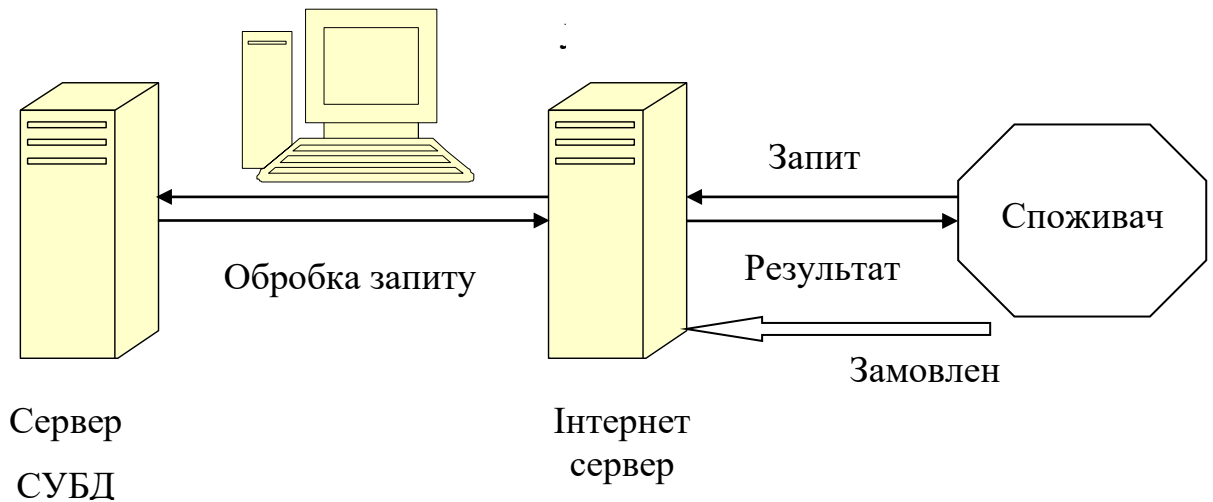 Запит
Споживач
Обробка запиту
Результат
Замовлен
Сервер
СУБД
Інтернет
сервер